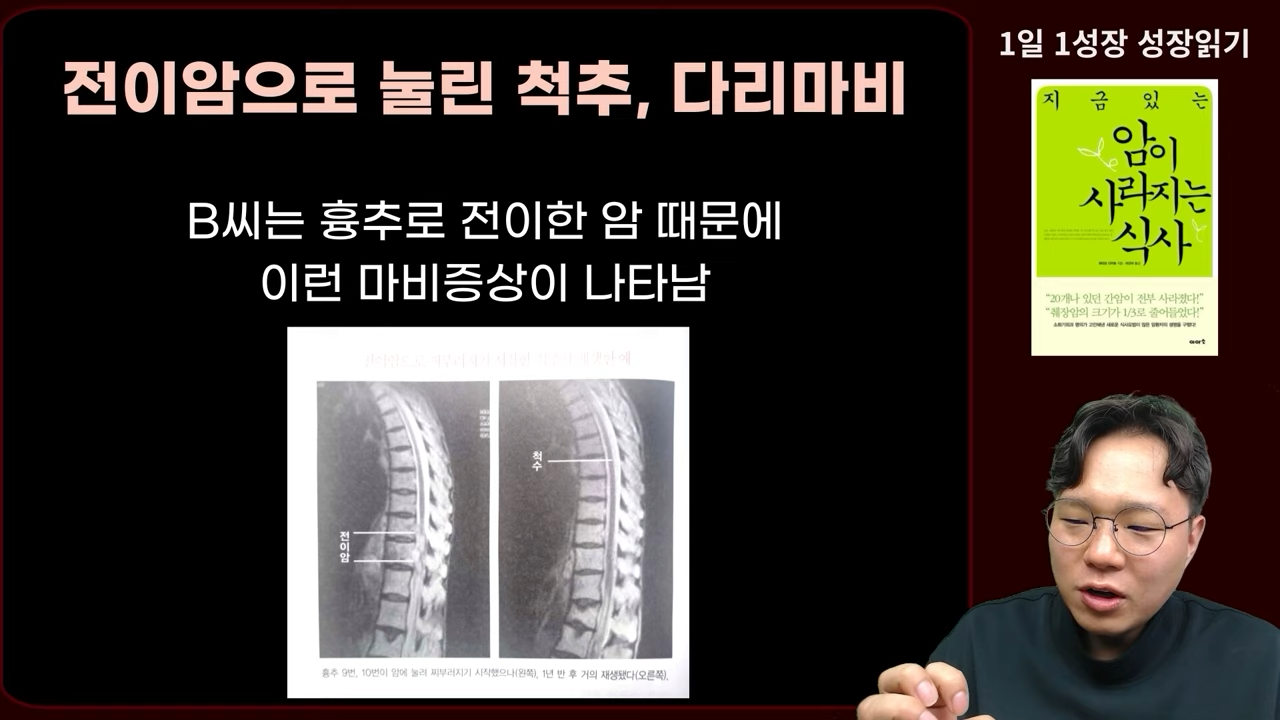 전이암으로 눌린 척추, 다리마비
B씨는 흉추로 전이한 암 때문에
이런 마비증상이 나타남
전이암
척수
흉추 9번, 10번이 암에 눌려 찌부러지기 시작했으나(왼쪽), 1년 반 후 거의 재생됐다(오른쪽).
1일 1성장 성장읽기
지금있는
암이
사라지는
식사
“20개나 있던 간암이 전부 사라졌다!”
“췌장암의 크기가 1/3로 줄어들었다!”